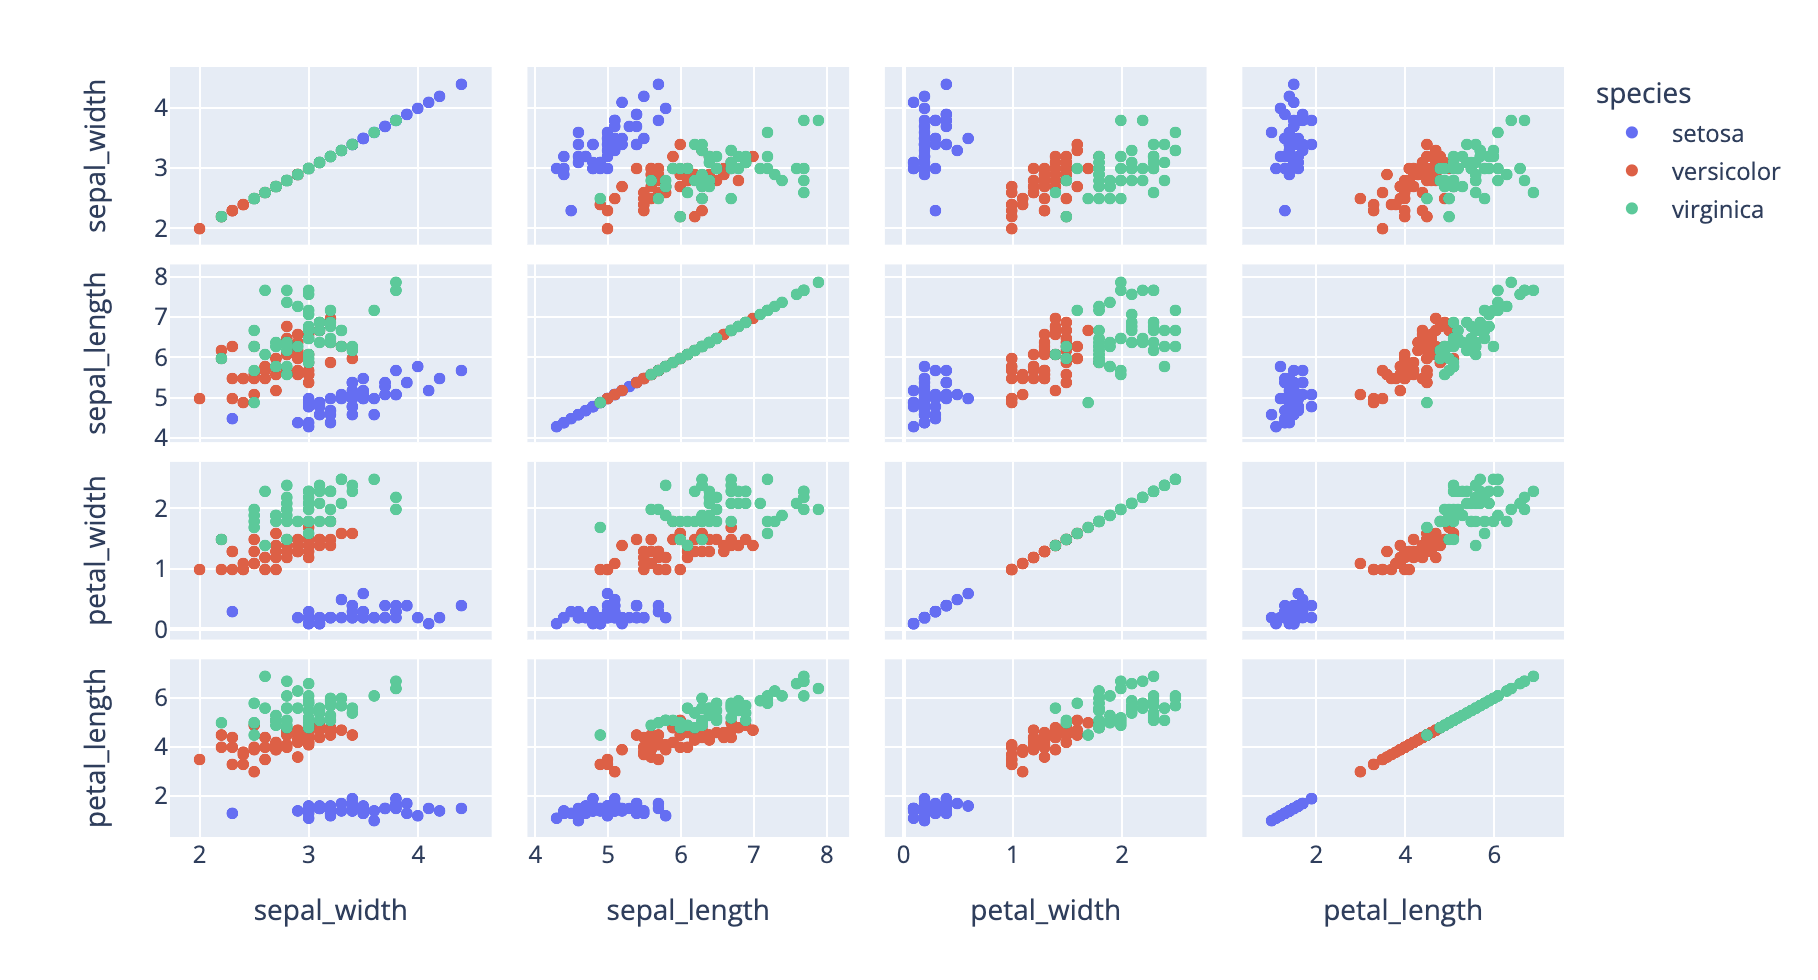 species
setosa
versicolor
virginica
sepal_width
4
3
2
sepal_length
8
7
6
5
4
petal_width
2
1
0
petal_length
6
4
2
2 3 4
4 5 6 7 8
0 1 2
2 4 6
sepal_width sepal_length petal_width petal_length